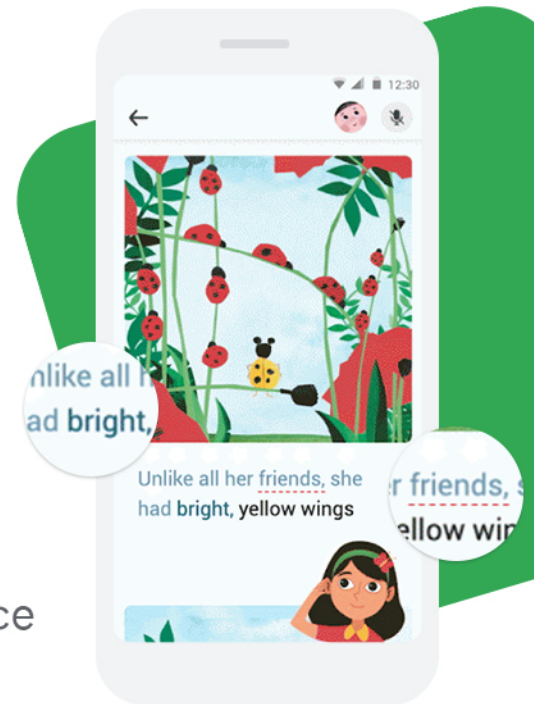 12:30
nlike all h
ad bright,
Unlike all her friends, she
had bright, yellow wings
r friends, s
ellow win
ce